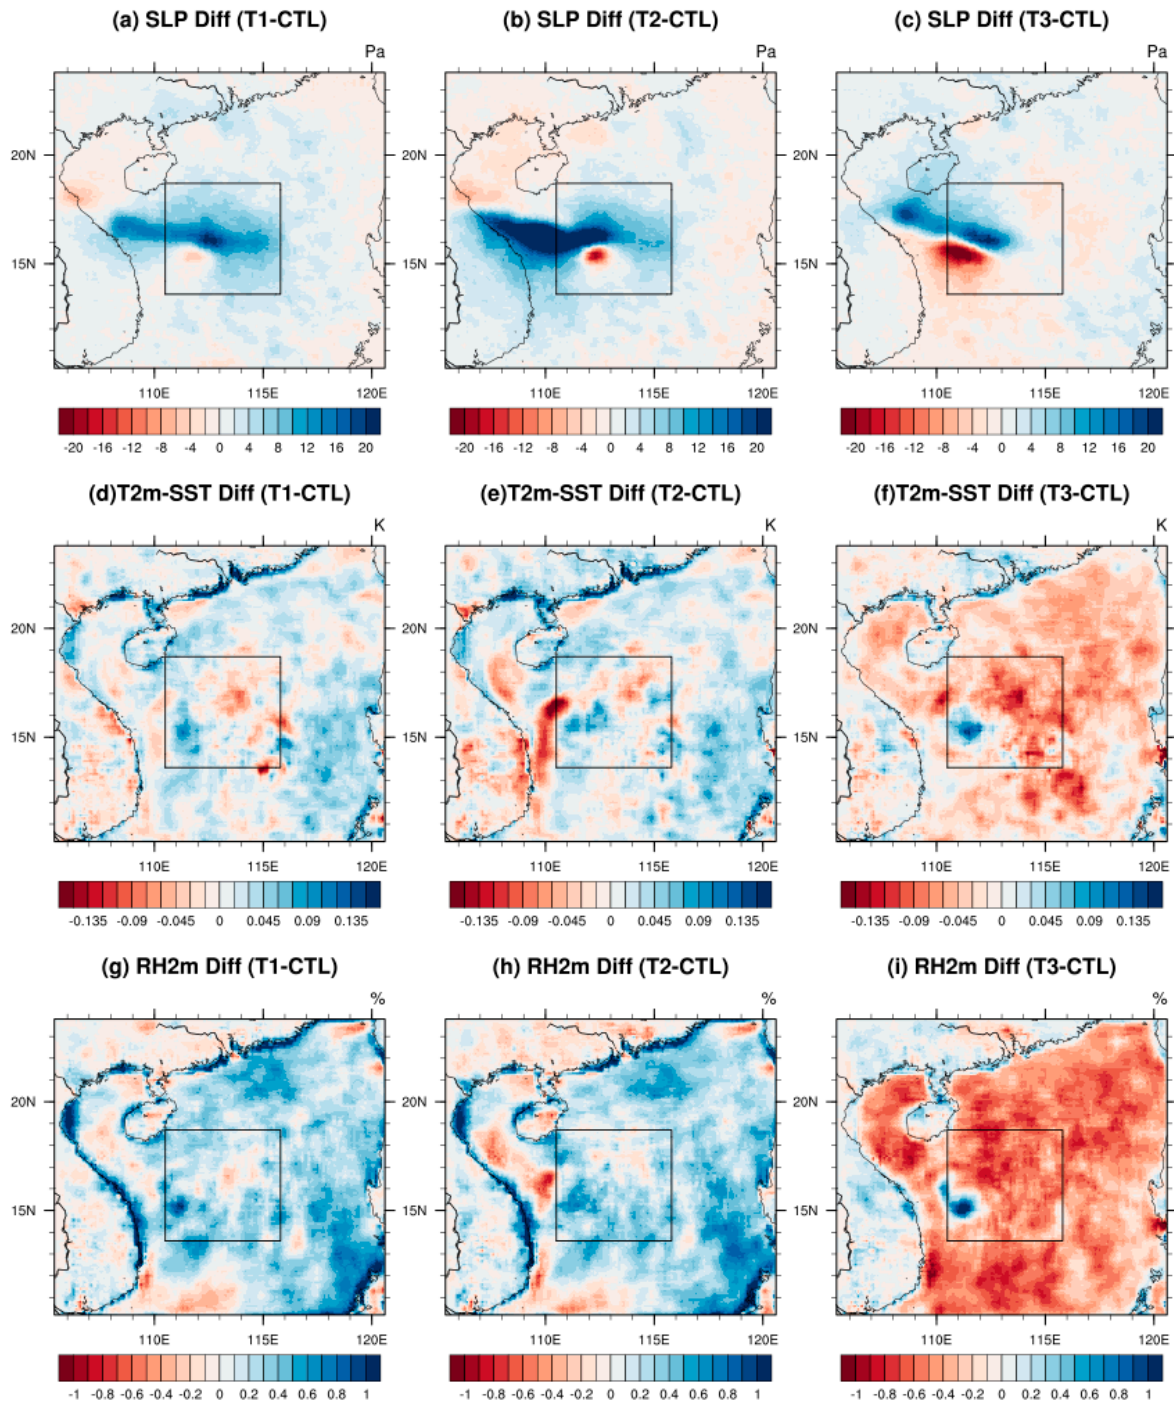 (a) SLP Diff (T1-CTL)
(b) SLP Diff (T2-CTL)
(c) SLP Diff (T3-CTL)
Pa
Pa
Pa
20N
15N
20N
15N
20N
15N
110E 115E 120E
110E 115E 120E
110E 115E 120E
-20 -16 -12 -8 -4 0 4 8 12 16 20
-20 -16 -12 -8 -4 0 4 8 12 16 20
-20 -16 -12 -8 -4 0 4 8 12 16 20
(d)T2m-SST Diff (T1-CTL)
(e)T2m-SST Diff (T2-CTL)
(f)T2m-SST Diff (T3-CTL)
K
K
K
20N
15N
20N
15N
20N
15N
110E 115E 120E
110E 115E 120E
110E 115E 120E
-0.135 -0.09 -0.045 0 0.045 0.09 0.135
-0.135 -0.09 -0.045 0 0.045 0.09 0.135
-0.135 -0.09 -0.045 0 0.045 0.09 0.135
(g) RH2m Diff (T1-CTL)
(h) RH2m Diff (T2-CTL)
(i) RH2m Diff (T3-CTL)
%
%
%
20N
15N
20N
15N
20N
15N
110E 115E 120E
110E 115E 120E
110E 115E 120E
-1 -0.8 -0.6 -0.4 -0.2 0 0.2 0.4 0.6 0.8 1
-1 -0.8 -0.6 -0.4 -0.2 0 0.2 0.4 0.6 0.8 1
-1 -0.8 -0.6 -0.4 -0.2 0 0.2 0.4 0.6 0.8 1